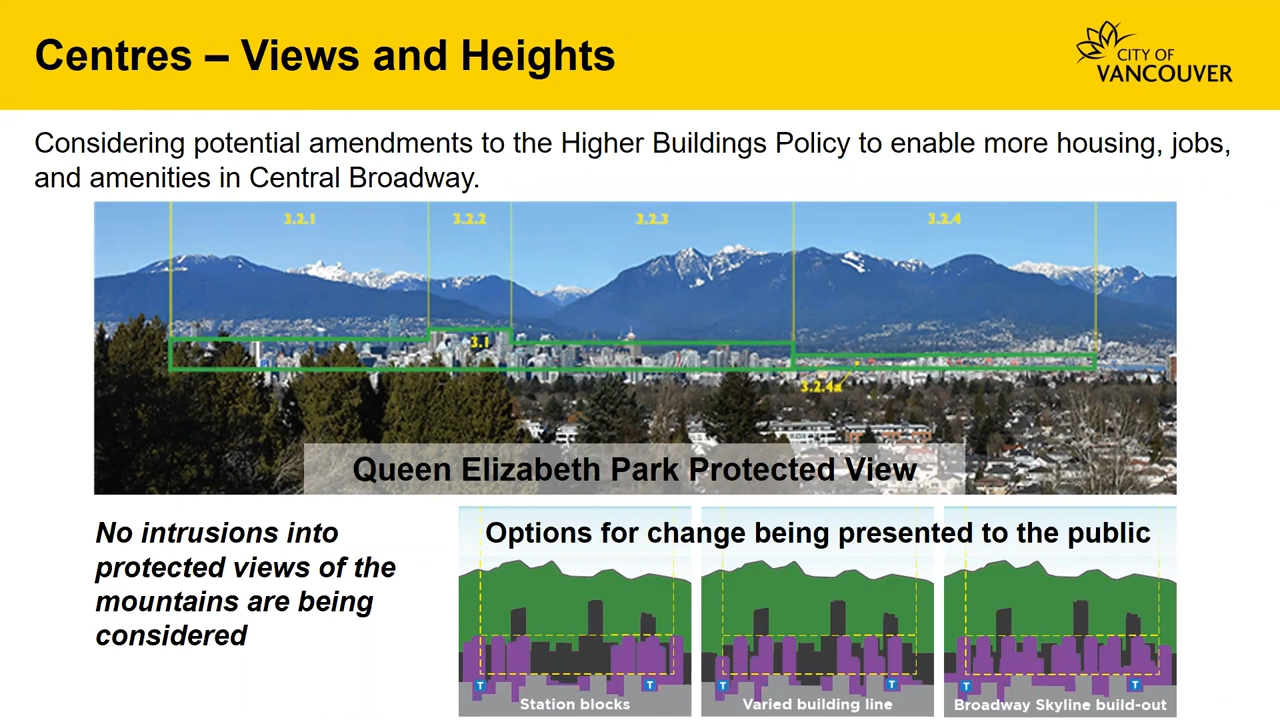 Centres – Views and Heights
CITY OF
VANCOUVER
Considering potential amendments to the Higher Buildings Policy to enable more housing, jobs,
and amenities in Central Broadway.
3.2.1
3.2.2
3.2.3
3.2.4
3.1
3.2.4a
Queen Elizabeth Park Protected View
No intrusions into
protected views of the
mountains are being
considered
Options for change being presented to the public
T
T
T
T
T
T
Station blocks
Varied building line
Broadway Skyline build-out